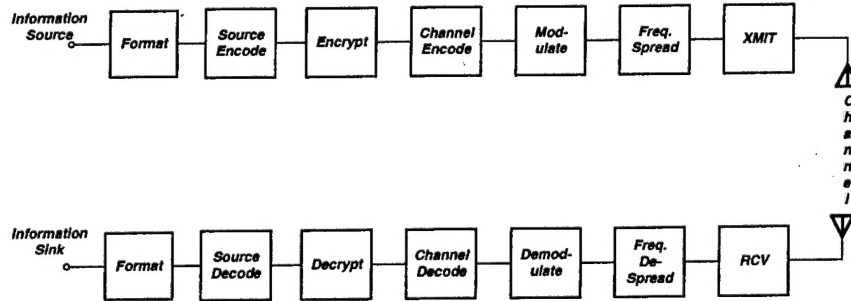 Information
Source
Format
Source
Encode
Encrypt
Channel
Encode
Mod-
ulate
Freq.
Spread
XMIT
Channel
Information
Sink
Format
Source
Decode
Decrypt
Channel
Decode
Demod-
ulate
Freq.
De-
Spread
RCV